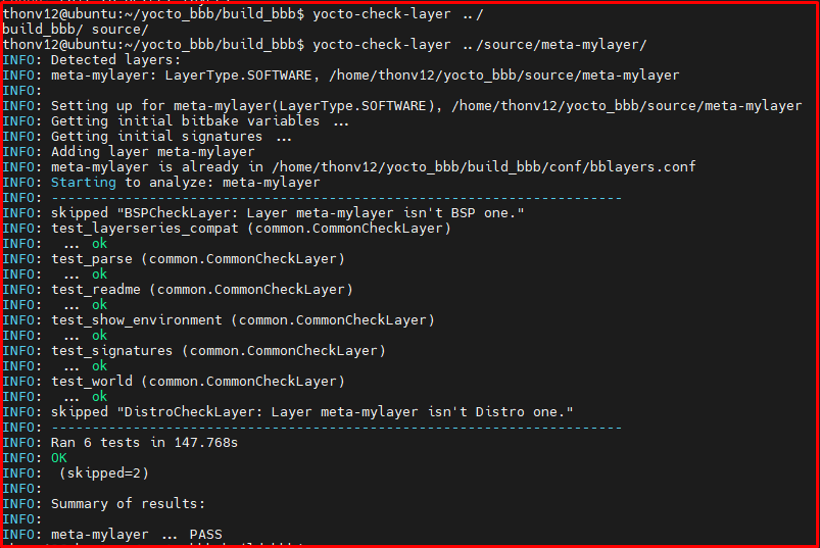 thonv12@ubuntu:~/yocto_bbb/build_bbb$ yocto-check-layer ../
build_bbb/ source/
thonv12@ubuntu:~/yocto_bbb/build_bbb$ yocto-check-layer ../source/meta-mylayer/
INFO: Detected layers:
INFO: meta-mylayer: LayerType.SOFTWARE, /home/thonv12/yocto_bbb/source/meta-mylayer
INFO:
INFO: Setting up for meta-mylayer(LayerType.SOFTWARE), /home/thonv12/yocto_bbb/source/meta-mylayer
INFO: Getting initial bitbake variables ...
INFO: Getting initial signatures ...
INFO: Adding layer meta-mylayer
INFO: meta-mylayer is already in /home/thonv12/yocto_bbb/build_bbb/conf/bblayers.conf
INFO: Starting to analyze: meta-mylayer
INFO: ----------------------------------------------------------------------
INFO: skipped "BSPCheckLayer: Layer meta-mylayer isn't BSP one."
INFO: test_layerseries_compat (common.CommonCheckLayer)
INFO:  ... ok
INFO: test_parse (common.CommonCheckLayer)
INFO:  ... ok
INFO: test_readme (common.CommonCheckLayer)
INFO:  ... ok
INFO: test_show_environment (common.CommonCheckLayer)
INFO:  ... ok
INFO: test_signatures (common.CommonCheckLayer)
INFO:  ... ok
INFO: test_world (common.CommonCheckLayer)
INFO:  ... ok
INFO: skipped "DistroCheckLayer: Layer meta-mylayer isn't Distro one."
INFO: ----------------------------------------------------------------------
INFO: Ran 6 tests in 147.768s
INFO: OK
INFO:  (skipped=2)
INFO:
INFO: Summary of results:
INFO:
INFO: meta-mylayer ... PASS